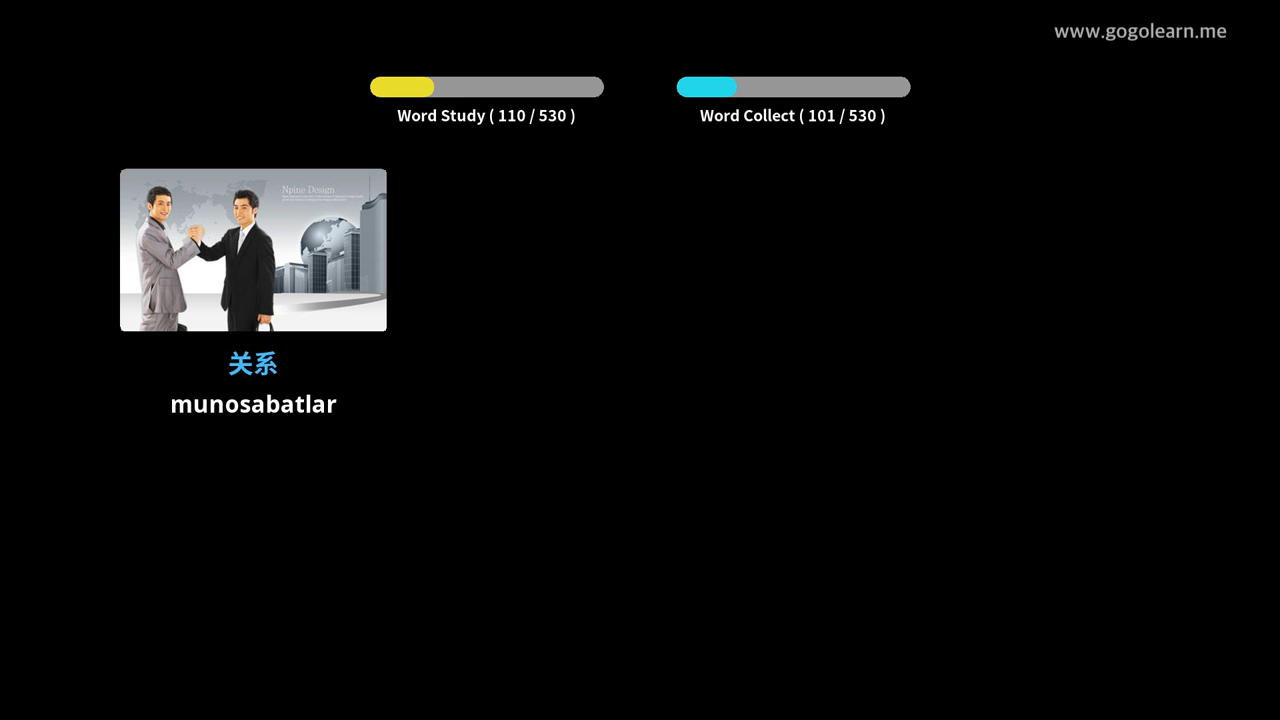 www.gogolearn.me
Word Study ( 110 / 530 )
Word Collect ( 101 / 530 )
Npine Design
关系
munosabatlar